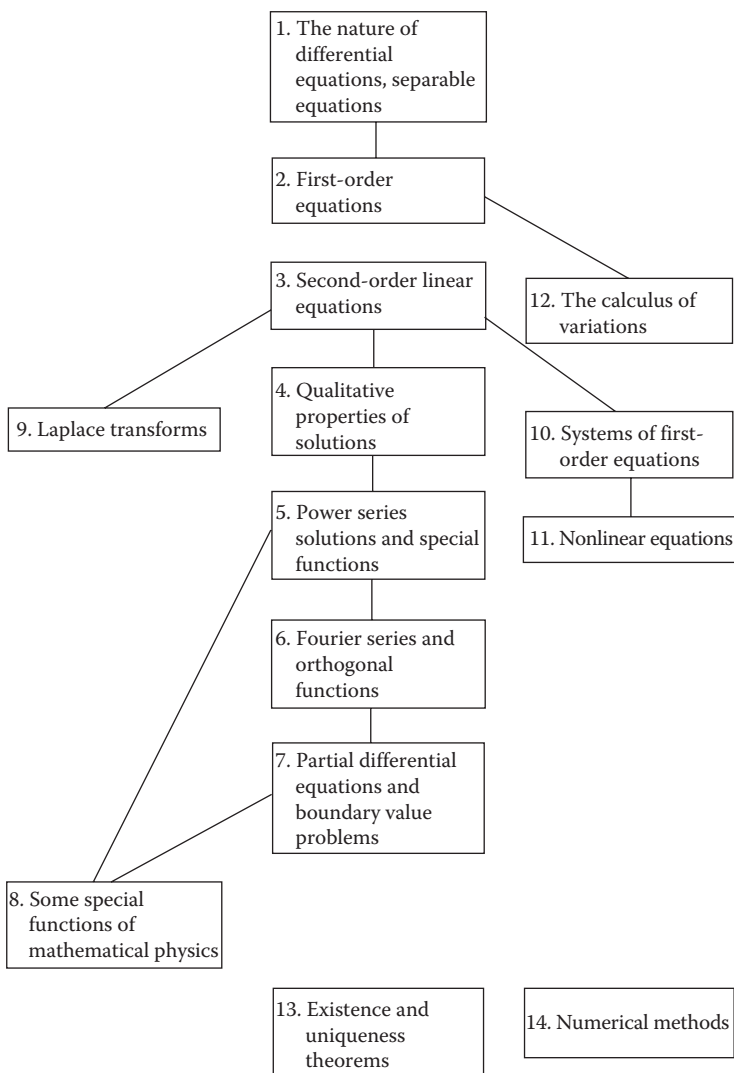 1. The nature of
differential
equations, separable
equations
2. First-order
equations
3. Second-order linear
equations
12. The calculus of
variations
4. Qualitative
properties of
solutions
9. Laplace transforms
10. Systems of first-
order equations
5. Power series
solutions and special
functions
11. Nonlinear equations
6. Fourier series and
orthogonal
functions
7. Partial differential
equations and
boundary value
problems
8. Some special
functions of
mathematical physics
13. Existence and
uniqueness
theorems
14. Numerical methods